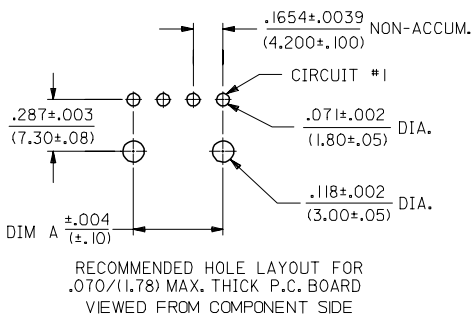 .1654±.0039
(4.200±.100)
NON-ACCUM.
CIRCUIT #1
.287±.003
(7.30±.08)
.071±.002
(1.80±.05)
DIA.
.118±.002
(3.00±.05)
DIA.
DIM A
±.004
(±.10)
RECOMMENDED HOLE LAYOUT FOR
.070/(1.78) MAX. THICK P.C. BOARD
VIEWED FROM COMPONENT SIDE